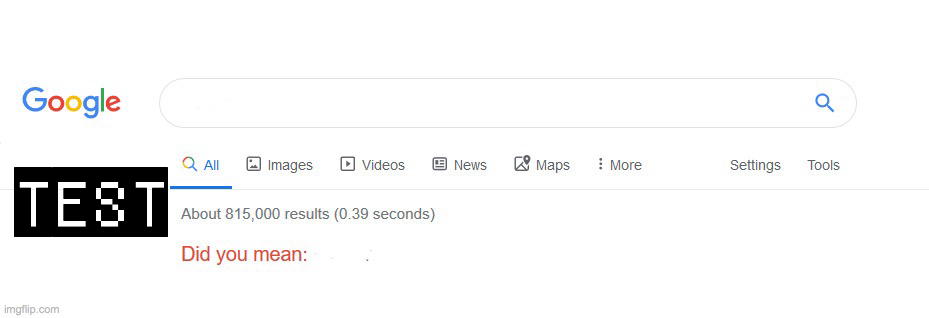 Google
All Images Videos News Maps More Settings Tools
TEST
About 815,000 results (0.39 seconds)
Did you mean:
imgflip.com